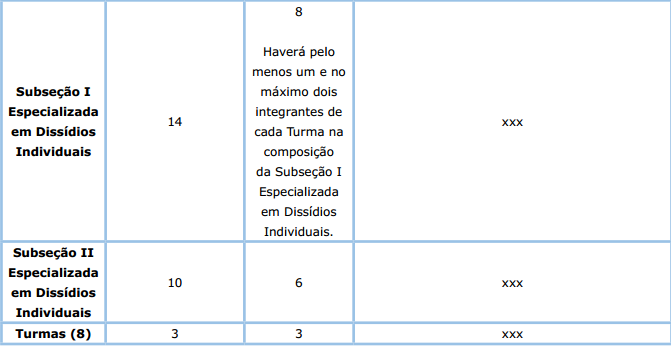 Subseção I
Especializada
em Dissídios
Individuais
14
8
Haverá pelo
menos um e no
máximo dois
integrantes de
cada Turma na
composição
da Subseção I
Especializada
em Dissídios
Individuais.
xxx
Subseção II
Especializada
em Dissídios
Individuais
10
6
xxx
Turmas (8)
3
3
xxx